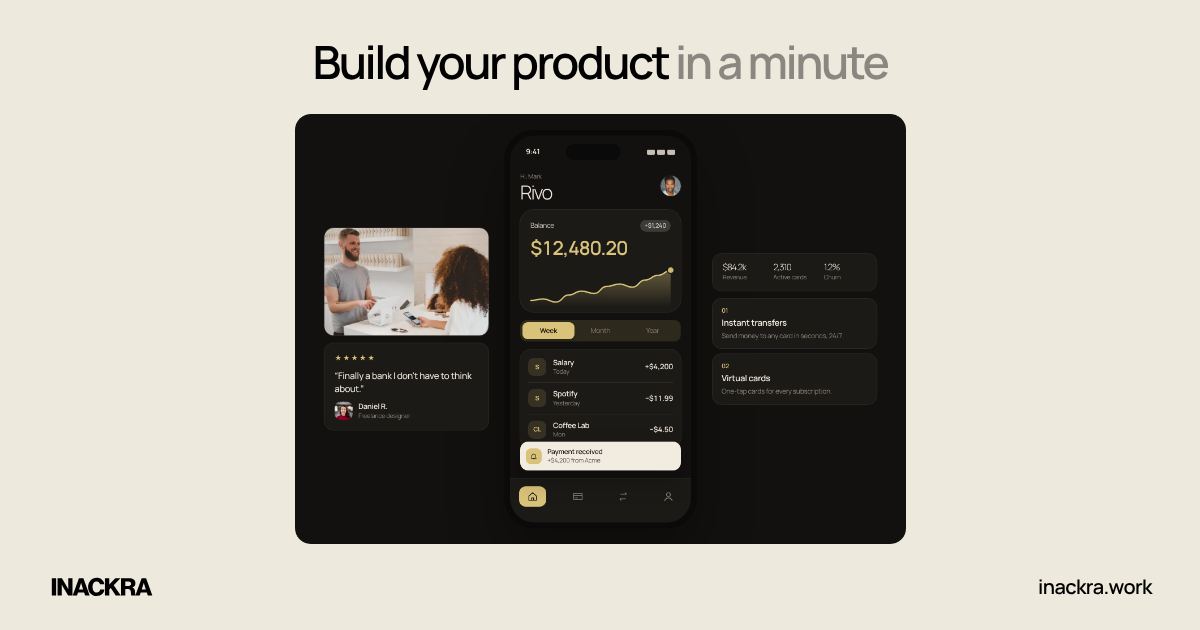 Build your product in a minute
9:41
Hi, Mark
Rivo
Balance
+$1,240
$12,480.20
Week
Month
Year
S
Salary
Today
+$4,200
S
Spotify
Yesterday
−$11.99
CL
Coffee Lab
Mon
−$4.50
Payment received
+$4,200 from Acme
★★★★★
“Finally a bank I don't have to think
about.”
Daniel R.
Freelance designer
$84.2k
Revenue
2,310
Active cards
1.2%
Churn
01
Instant transfers
Send money to any card in seconds, 24/7
02
Virtual cards
One-tap cards for every subscription.
INACKRA
inackra.work